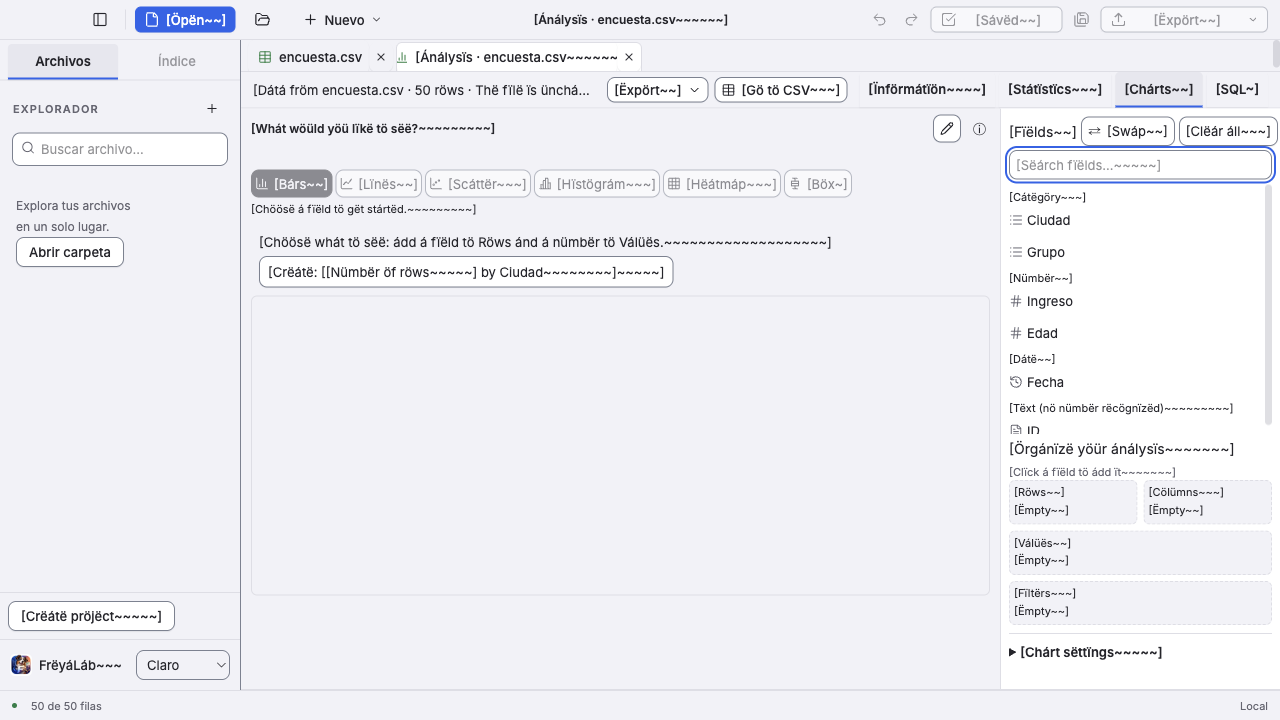 [Öpën~~]
Nuevo
[Ánálysïs · encuesta.csv~~~~~~]
[Sávëd~~]
[Ëxpört~~]
Archivos
Índice
encuesta.csv
[Ánálysïs · encuesta.csv~~~~~~
EXPLORADOR
Buscar archivo...
Explora tus archivos
en un solo lugar.
Abrir carpeta
[Crëátë pröjëct~~~~~]
FrëyáLáb~~~
Claro
[Dátá fröm encuesta.csv · 50 röws · Thë fïlë ïs ünchá...
[Ëxpört~~]
[Gö tö CSV~~~]
[Ïnförmátïön~~~~]
[Státïstïcs~~~]
[Chárts~~]
[SQL~]
[Whát wöüld yöü lïkë tö sëë?~~~~~~~~~]
[Bárs~~]
[Lïnës~~]
[Scáttër~~~]
[Hïstögrám~~~]
[Hëátmáp~~~]
[Böx~]
[Chöösë á fïëld tö gët stártëd.~~~~~~~~~]
[Chöösë whát tö sëë: ádd á fïëld tö Röws ánd á nümbër tö Válüës.~~~~~~~~~~~~~~~~~~~]
[Crëátë: [[Nümbër öf röws~~~~~] by Ciudad~~~~~~~~]~~~~~]
[Fïëlds~~]
[Swáp~~]
[Clëár áll~~~]
[Sëárch fïëlds...~~~~~]
[Cátëgöry~~~]
Ciudad
Grupo
[Nümbër~~]
Ingreso
Edad
[Dátë~~]
Fecha
[Tëxt (nö nümbër rëcögnïzëd)~~~~~~~~~]
ID
[Örgánïzë yöür ánálysïs~~~~~~~]
[Clïck á fïëld tö ádd ït~~~~~~~]
[Röws~~]
[Ëmpty~~]
[Cölümns~~~]
[Ëmpty~~]
[Válüës~~]
[Ëmpty~~]
[Fïltërs~~~]
[Ëmpty~~]
[Chárt sëttïngs~~~~~]
50 de 50 filas
Local